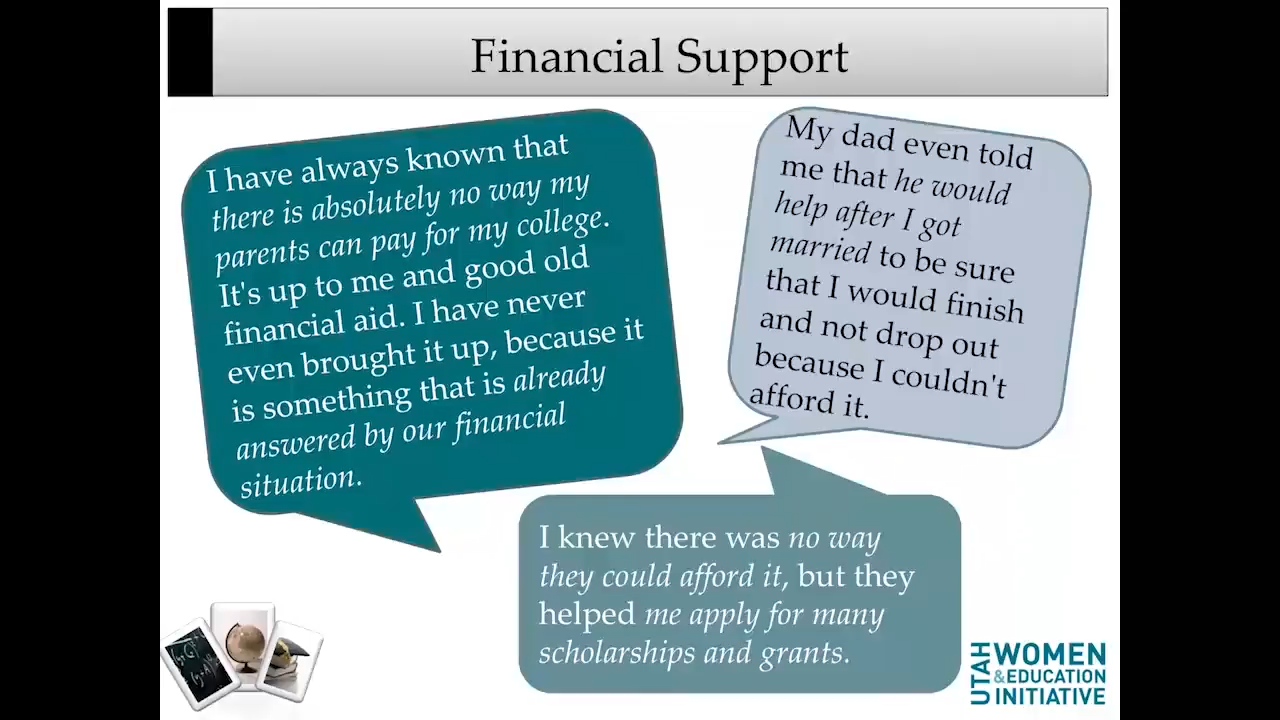 Financial Support
I have always known that
there is absolutely no way my
parents can pay for my college.
It's up to me and good old
financial aid. I have never
even brought it up, because it
is something that is already
answered by our financial
situation.
My dad even told
me that he would
help after I got
married to be sure
that I would finish
and not drop out
because I couldn't
afford it.
I knew there was no way
they could afford it, but they
helped me apply for many
scholarships and grants.
UTAH
WOMEN
&EDUCATION
INITIATIVE